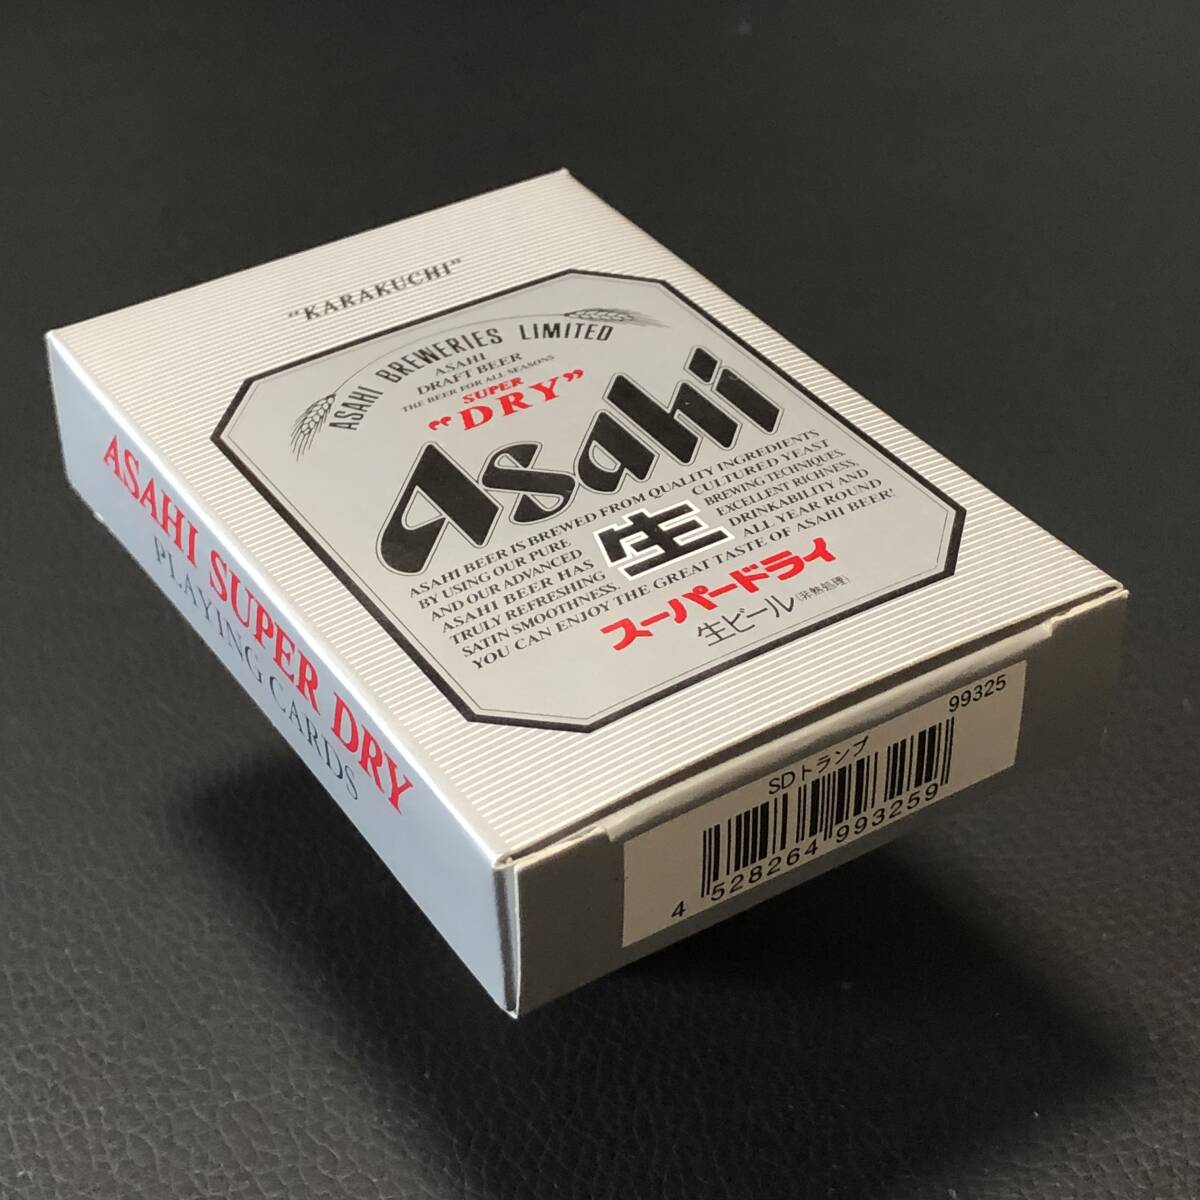 "KARAKUCHI"
ASAHI BREWERIES LIMITED
ASAHI
DRAFT BEER
THE BEER FOR ALL SEASONS
SUPER
"DRY"
Asahi
ASAHI BEER IS BREWED FROM QUALITY INGREDIENTS
BY USING OUR PURE CULTURED YEAST
AND OUR ADVANCED BREWING TECHNIQUES.
ASAHI BEER HAS EXCELLENT RICHNESS,
TRULY REFRESHING DRINKABILITY AND
SATIN SMOOTHNESS. ALL YEAR ROUND
YOU CAN ENJOY THE GREAT TASTE OF ASAHI BEER!
生
スーパードライ
生ビール(非熱処理)
ASAHI SUPER DRY
PLAYING CARDS
99325
SDトランプ
4 528264 993259